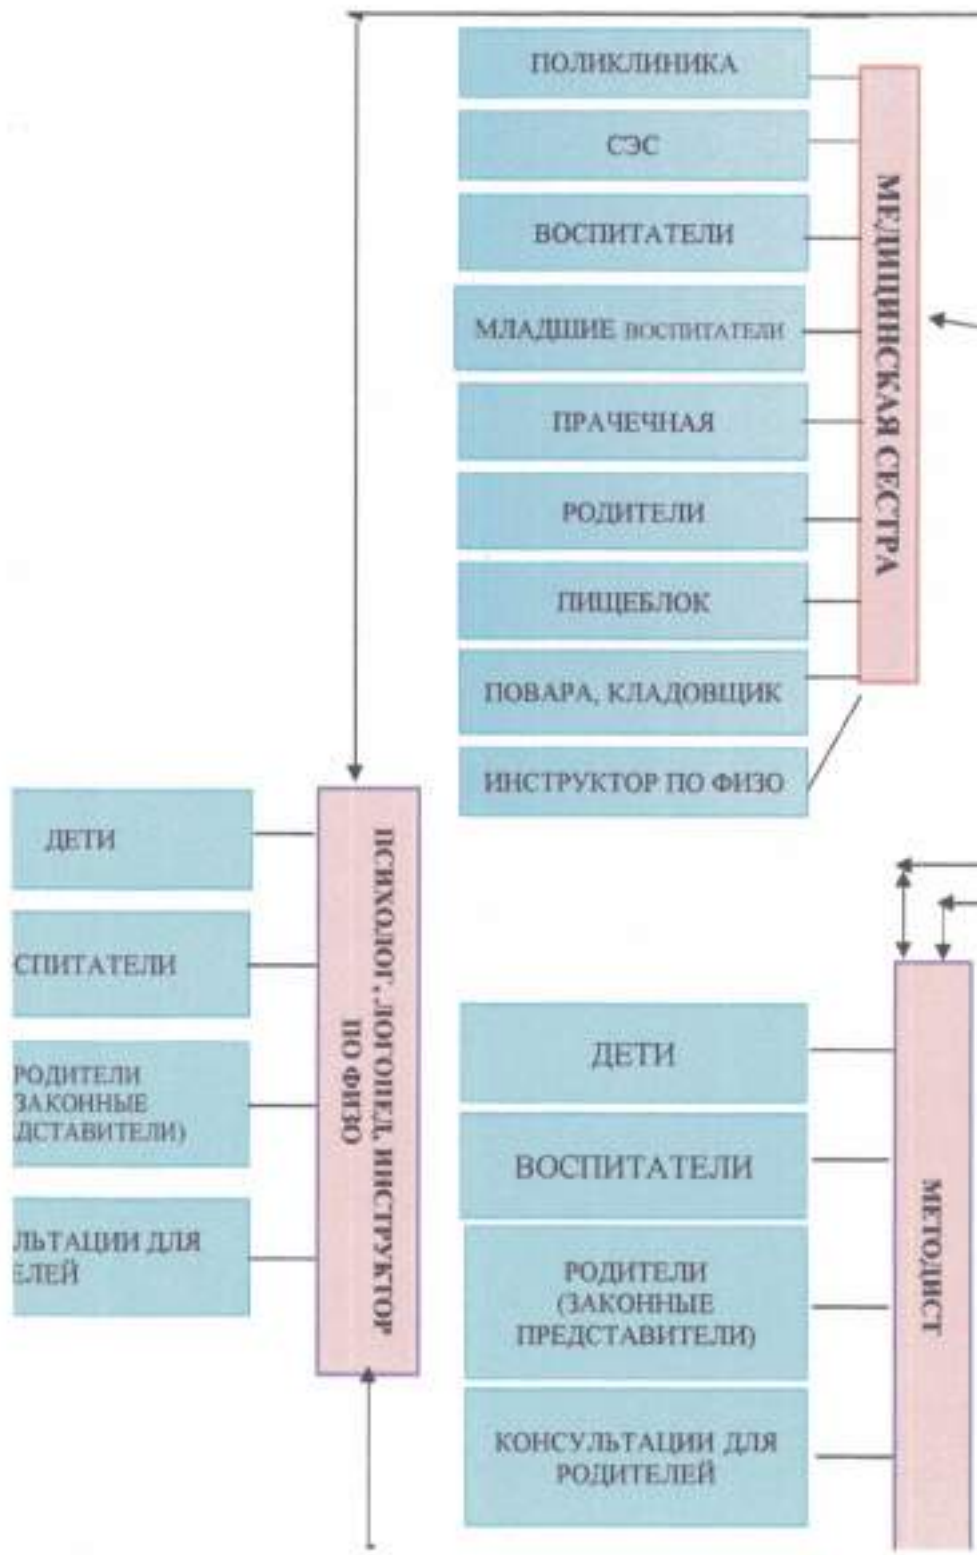 ПОЛИКЛИНИКА
СЭС
ВОСПИТАТЕЛИ
МЛАДШИЕ ВОСПИТАТЕЛИ
ПРАЧЕЧНАЯ
РОДИТЕЛИ
ПИЩЕБЛОК
ПОВАРА, КЛАДОВЩИК
ИНСТРУКТОР ПО ФИЗО
МЕДИЦИНСКАЯ СЕСТРА
ДЕТИ
СПИТАТЕЛИ
РОДИТЕЛИ
ЗАКОННЫЕ
ДСТАВИТЕЛИ)
ЛЬТАЦИИ ДЛЯ
ЕЛЕЙ
ПСИХОЛОГ, ЛОГОПЕД, ИНСТРУКТОР
ПО ФИЗО
ДЕТИ
ВОСПИТАТЕЛИ
РОДИТЕЛИ
(ЗАКОННЫЕ
ПРЕДСТАВИТЕЛИ)
КОНСУЛЬТАЦИИ ДЛЯ
РОДИТЕЛЕЙ
МЕТОДИСТ